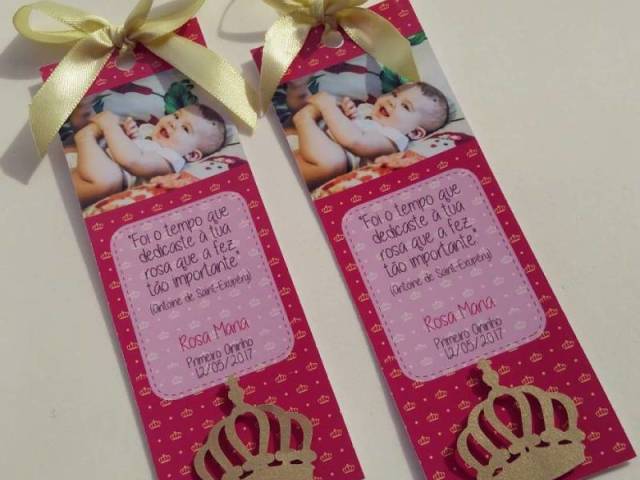 "Foi o tempo que
dedicaste à tua
rosa que a fez
tão importante"
(Antoine de Saint-Exupéry)
Rosa Maria
Primeiro Aninho
12/05/2017
"Foi o tempo que
dedicaste à tua
rosa que a fez
tão importante"
(Antoine de Saint-Exupéry)
Rosa Maria
Primeiro Aninho
12/05/2017